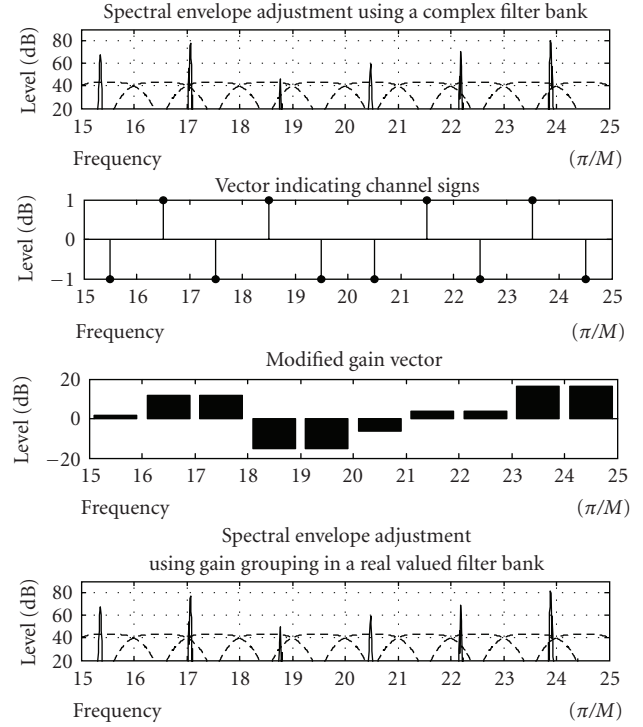 Spectral envelope adjustment using a complex filter bank
Level (dB)
80
60
40
20
15 16 17 18 19 20 21 22 23 24 25
Frequency
(π/M)
Vector indicating channel signs
Level (dB)
1
0
−1
15 16 17 18 19 20 21 22 23 24 25
Frequency
(π/M)
Modified gain vector
Level (dB)
20
0
−20
15 16 17 18 19 20 21 22 23 24 25
Frequency
(π/M)
Spectral envelope adjustment
using gain grouping in a real valued filter bank
Level (dB)
80
60
40
20
15 16 17 18 19 20 21 22 23 24 25
Frequency
(π/M)